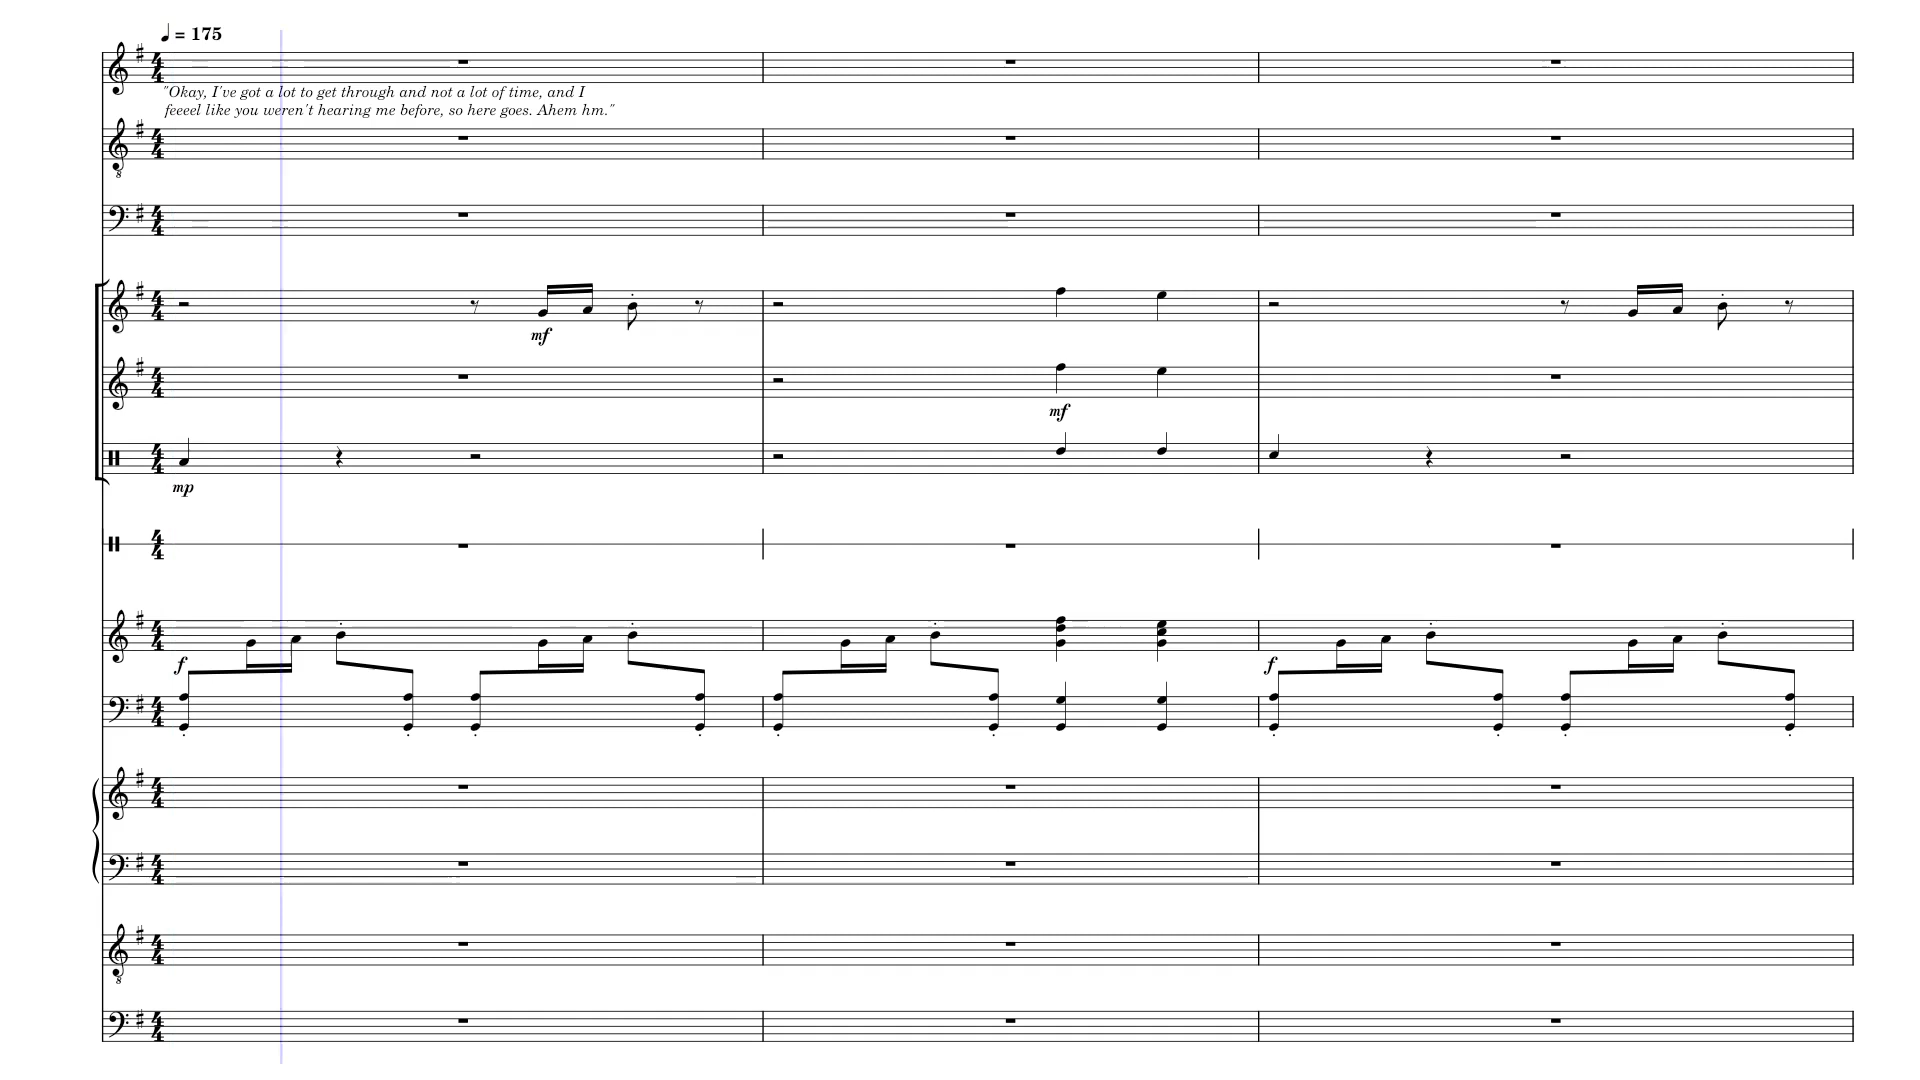 ♩ = 175
"Okay, I've got a lot to get through and not a lot of time, and I
feeeel like you weren't hearing me before, so here goes. Ahem hm."
mf
mf
mp
f
f